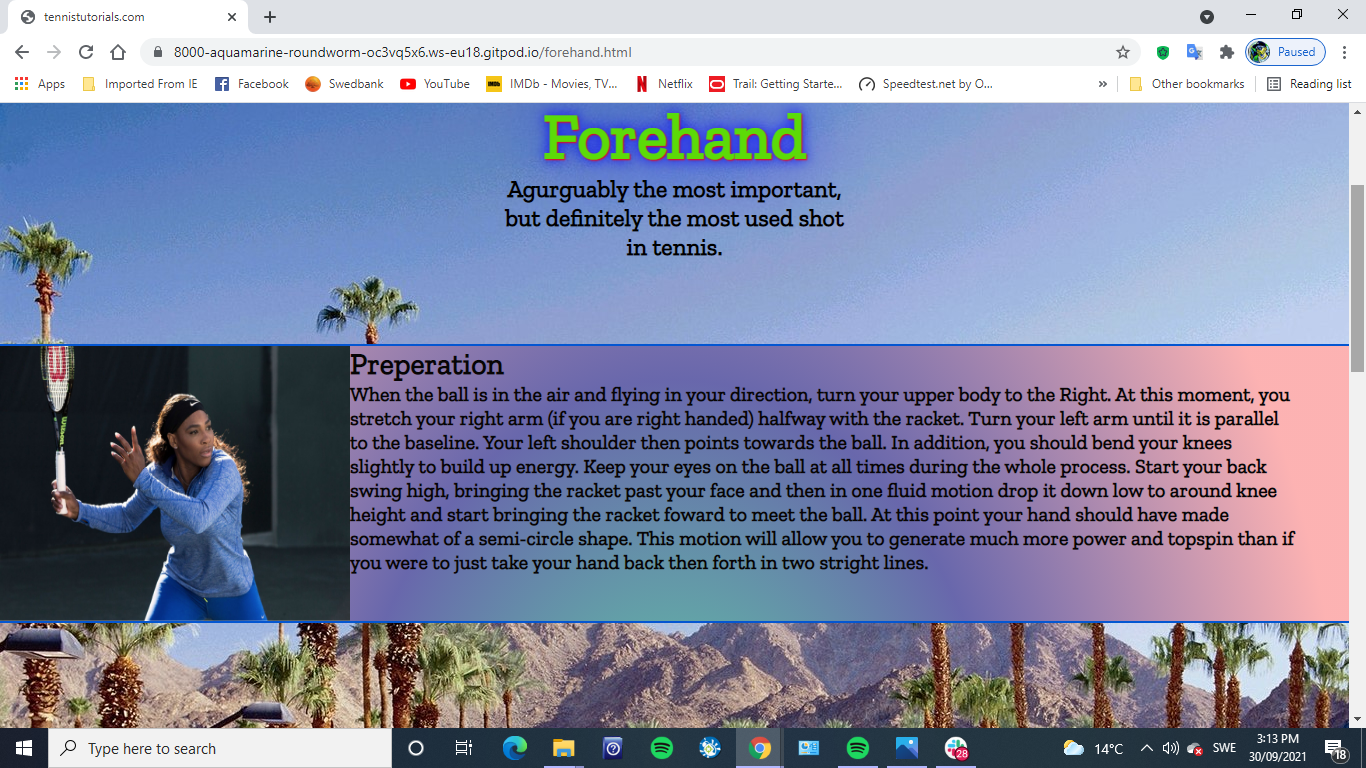 tennistutorials.com
8000-aquamarine-roundworm-oc3vq5x6.ws-eu18.gitpod.io/forehand.html
Paused
Apps
Imported From IE
Facebook
Swedbank
YouTube
IMDb - Movies, TV...
Netflix
Trail: Getting Starte...
Speedtest.net by O...
»
Other bookmarks
Reading list
Forehand
Agurguably the most important,
but definitely the most used shot
in tennis.
Preperation
When the ball is in the air and flying in your direction, turn your upper body to the Right. At this moment, you
stretch your right arm (if you are right handed) halfway with the racket. Turn your left arm until it is parallel
to the baseline. Your left shoulder then points towards the ball. In addition, you should bend your knees
slightly to build up energy. Keep your eyes on the ball at all times during the whole process. Start your back
swing high, bringing the racket past your face and then in one fluid motion drop it down low to around knee
height and start bringing the racket foward to meet the ball. At this point your hand should have made
somewhat of a semi-circle shape. This motion will allow you to generate much more power and topspin than if
you were to just take your hand back then forth in two stright lines.
Type here to search
28
14°C
SWE
3:13 PM
30/09/2021
18